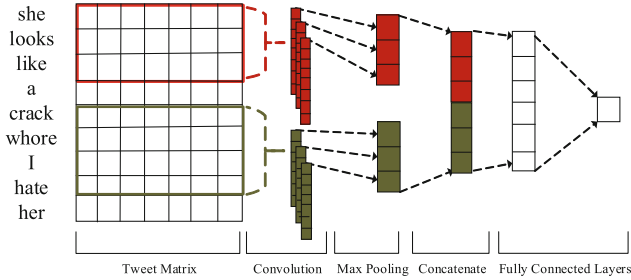 she
looks
like
a
crack
whore
I
hate
her
Tweet Matrix
Convolution
Max Pooling
Concatenate
Fully Connected Layers